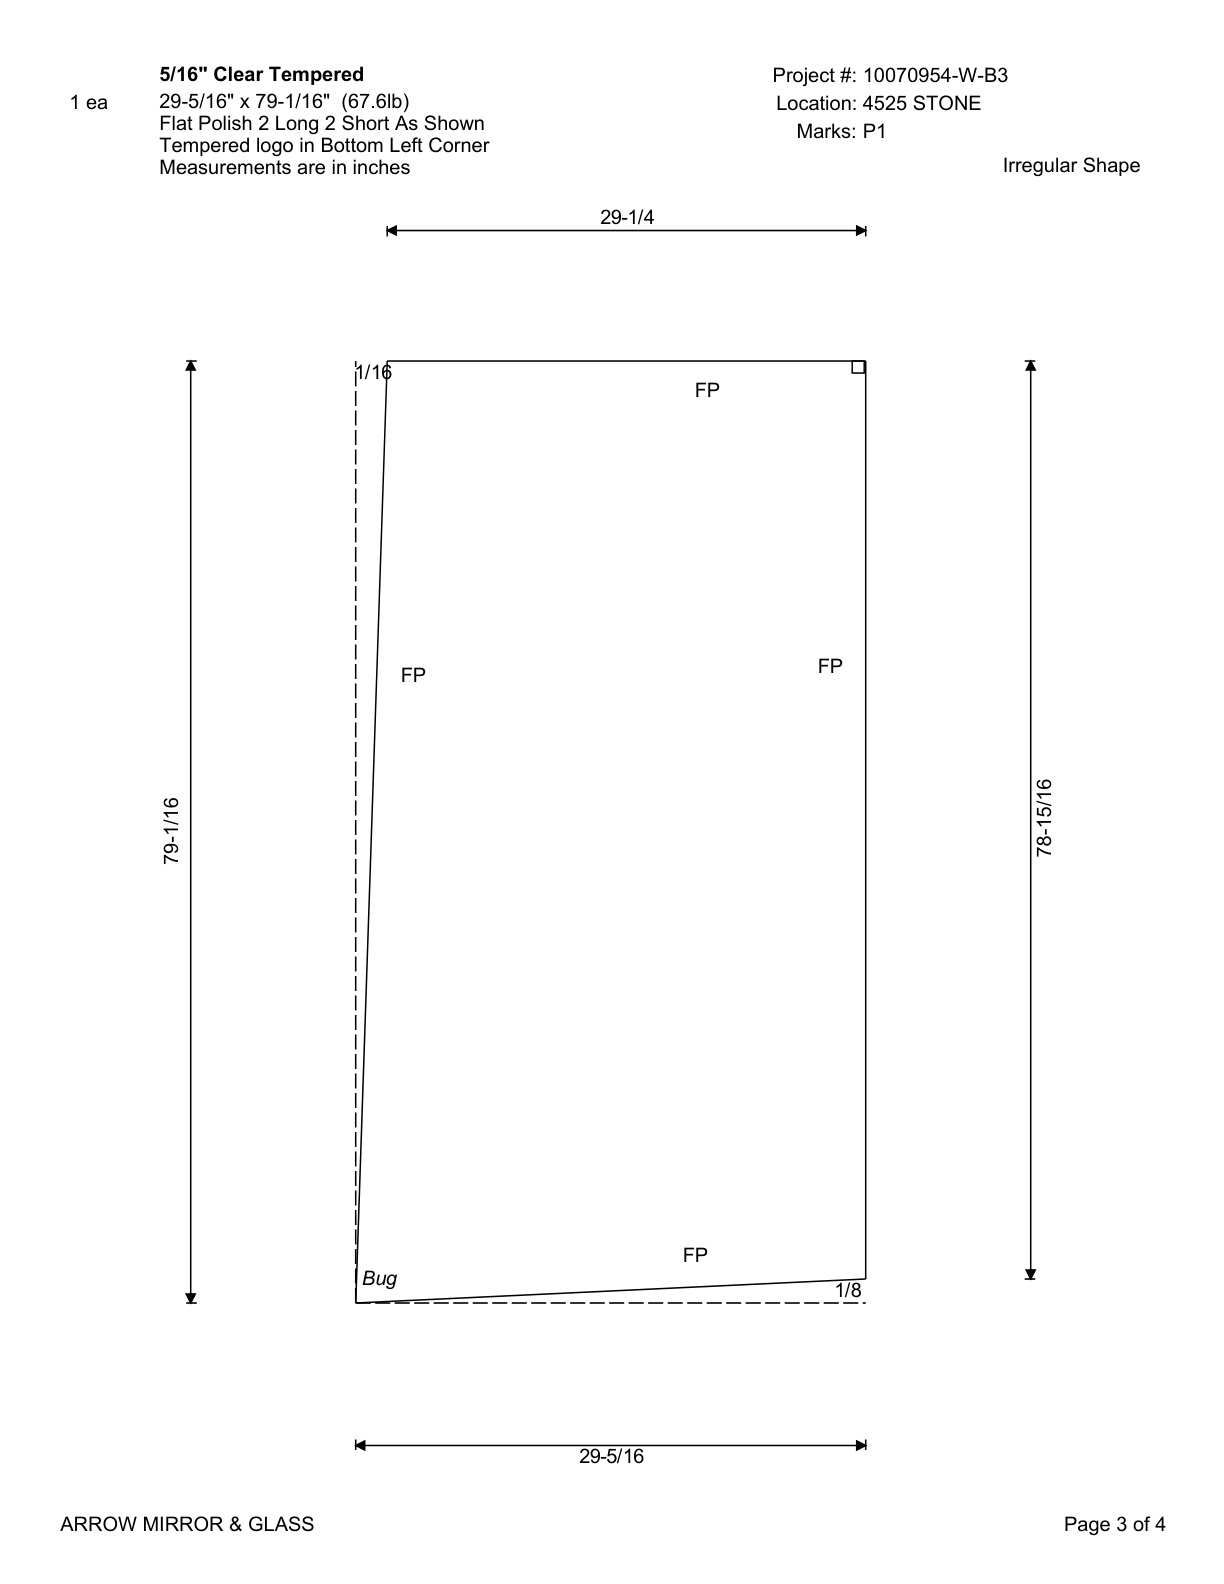 5/16" Clear Tempered
1 ea
29-5/16" x 79-1/16" (67.6lb)
Flat Polish 2 Long 2 Short As Shown
Tempered logo in Bottom Left Corner
Measurements are in inches
Project #: 10070954-W-B3
Location: 4525 STONE
Marks: P1
Irregular Shape
29-1/4
1/16
FP
FP
FP
79-1/16
78-15/16
FP
Bug
1/8
29-5/16
ARROW MIRROR & GLASS
Page 3 of 4